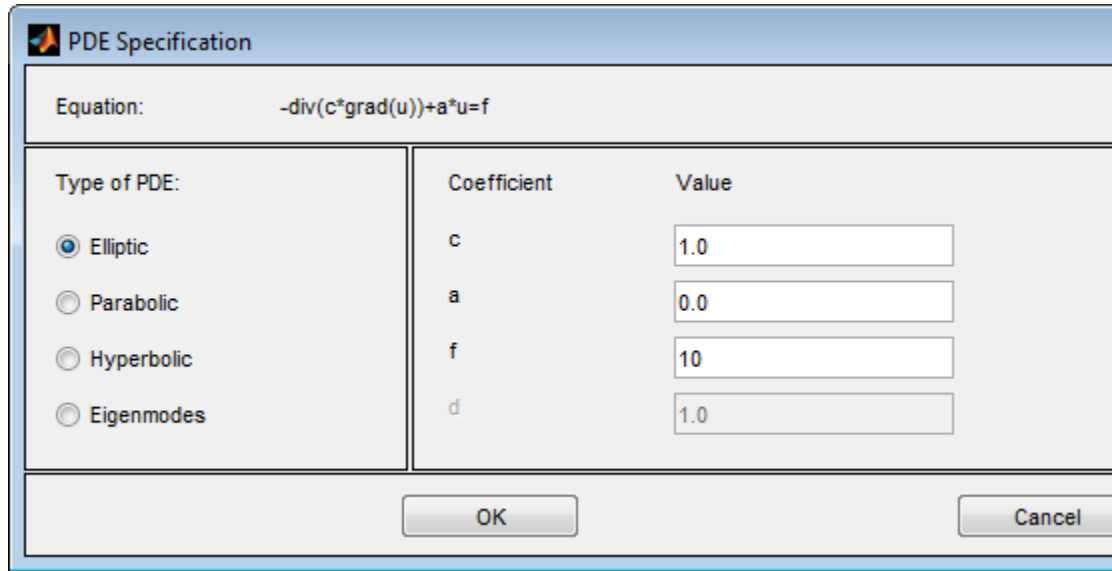 PDE Specification
Equation: -div(c*grad(u))+a*u=f
Type of PDE:
Elliptic
Parabolic
Hyperbolic
Eigenmodes
Coefficient Value
c 1.0
a 0.0
f 10
d 1.0
OK Cancel